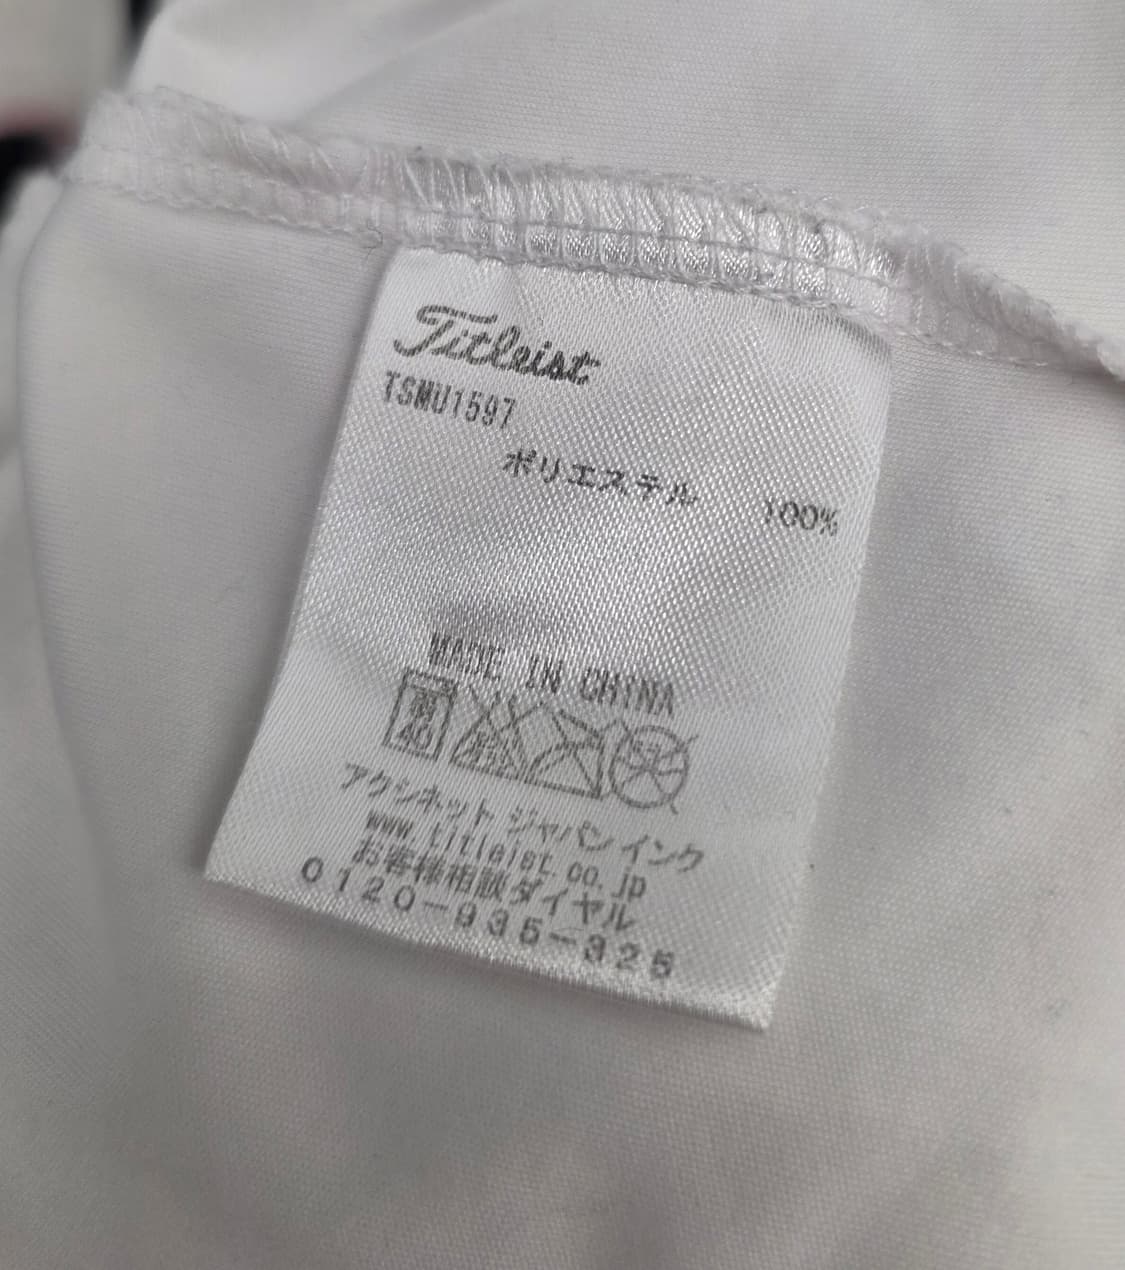 Titleist
TSMU1597
ポリエステル 100%
MADE IN CHINA
40
アクシネット ジャパン インク
www.titleist.co.jp
お客様相談ダイヤル
0120-935-325